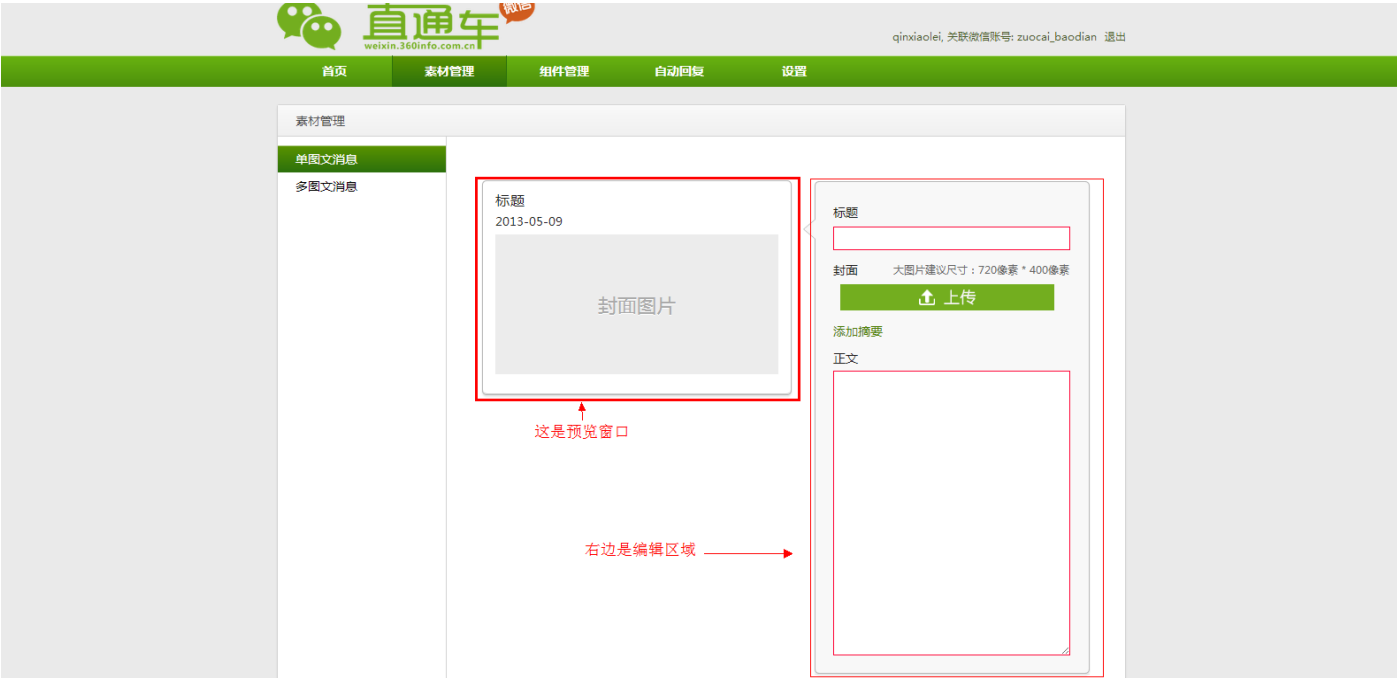 微信
直通车
weixin.360info.com.cn
qinxiaolei, 关联微信账号: zuocai_baodian 退出
首页 素材管理 组件管理 自动回复 设置
素材管理
单图文消息
多图文消息
标题
2013-05-09
封面图片
这是预览窗口
右边是编辑区域
标题
封面 大图片建议尺寸：720像素 * 400像素
上传
添加摘要
正文